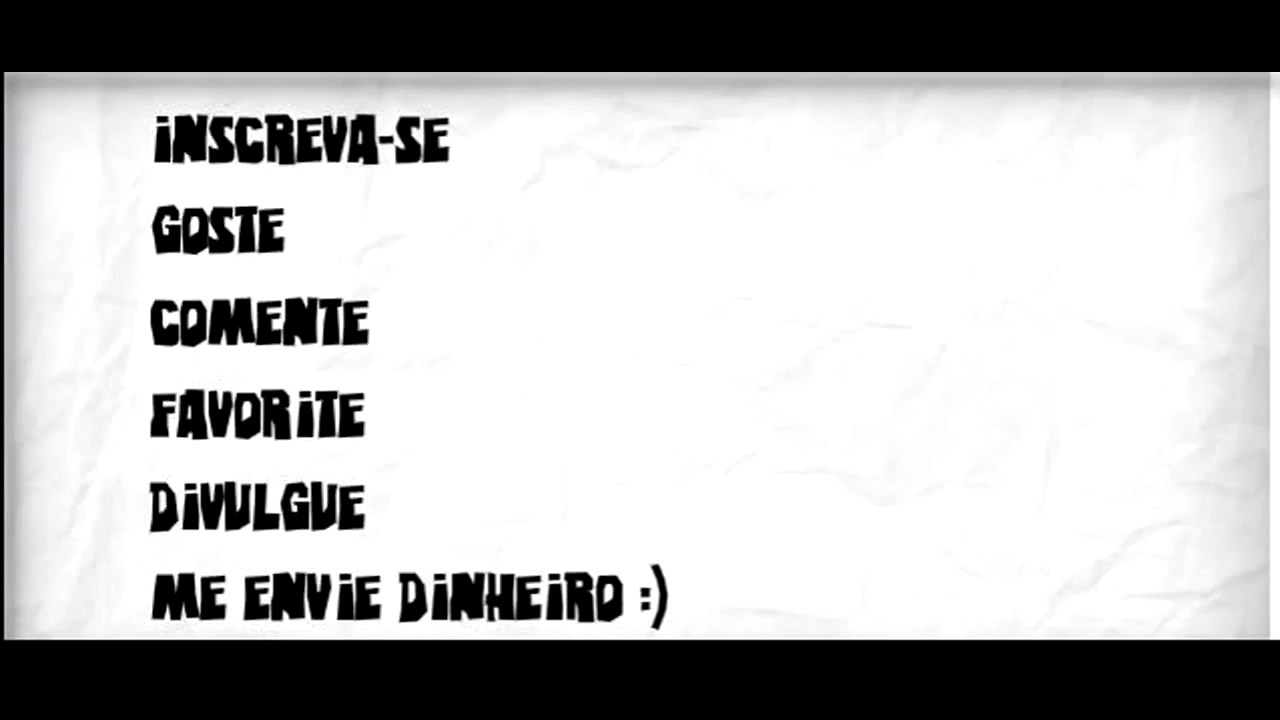 INSCREVA-SE
GOSTE
COMENTE
FAVORITE
DIVULGUE
ME ENVIE DINHEIRO :)